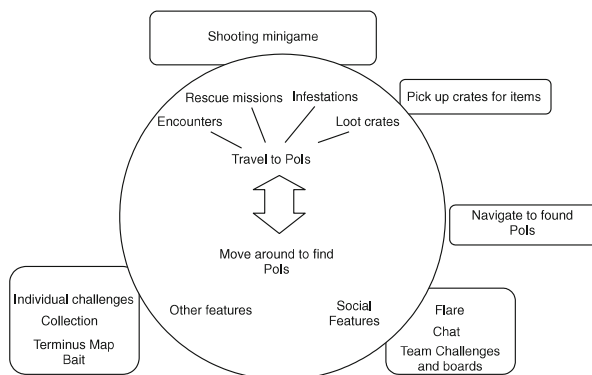 Shooting minigame
Rescue missions
Infestations
Encounters
Loot crates
Pick up crates for items
Travel to PoIs
Navigate to found
PoIs
Move around to find
PoIs
Other features
Social
Features
Individual challenges
Collection
Terminus Map
Bait
Flare
Chat
Team Challenges
and boards